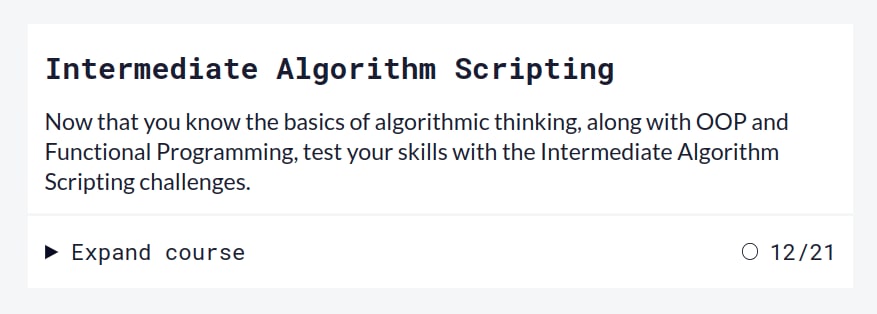 Intermediate Algorithm Scripting
Now that you know the basics of algorithmic thinking, along with OOP and
Functional Programming, test your skills with the Intermediate Algorithm
Scripting challenges.
Expand course
12/21